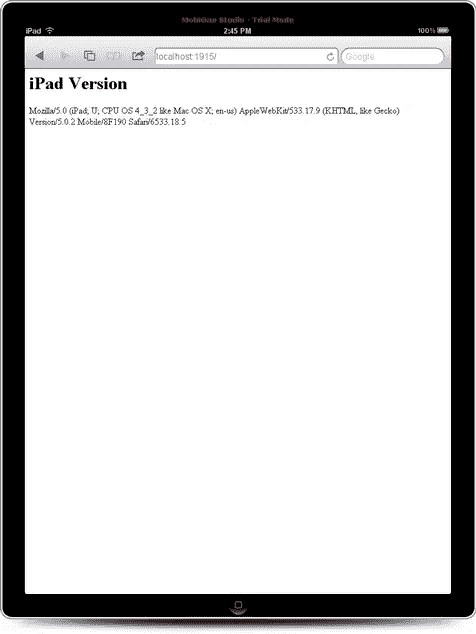 MobiOne Studio - Trial Mode
iPad 2:45 PM 100%
localhost:1915/ Google
iPad Version
Mozilla/5.0 (iPad; U; CPU OS 4_3_2 like Mac OS X; en-us) AppleWebKit/533.17.9 (KHTML, like Gecko)
Version/5.0.2 Mobile/8F190 Safari/6533.18.5